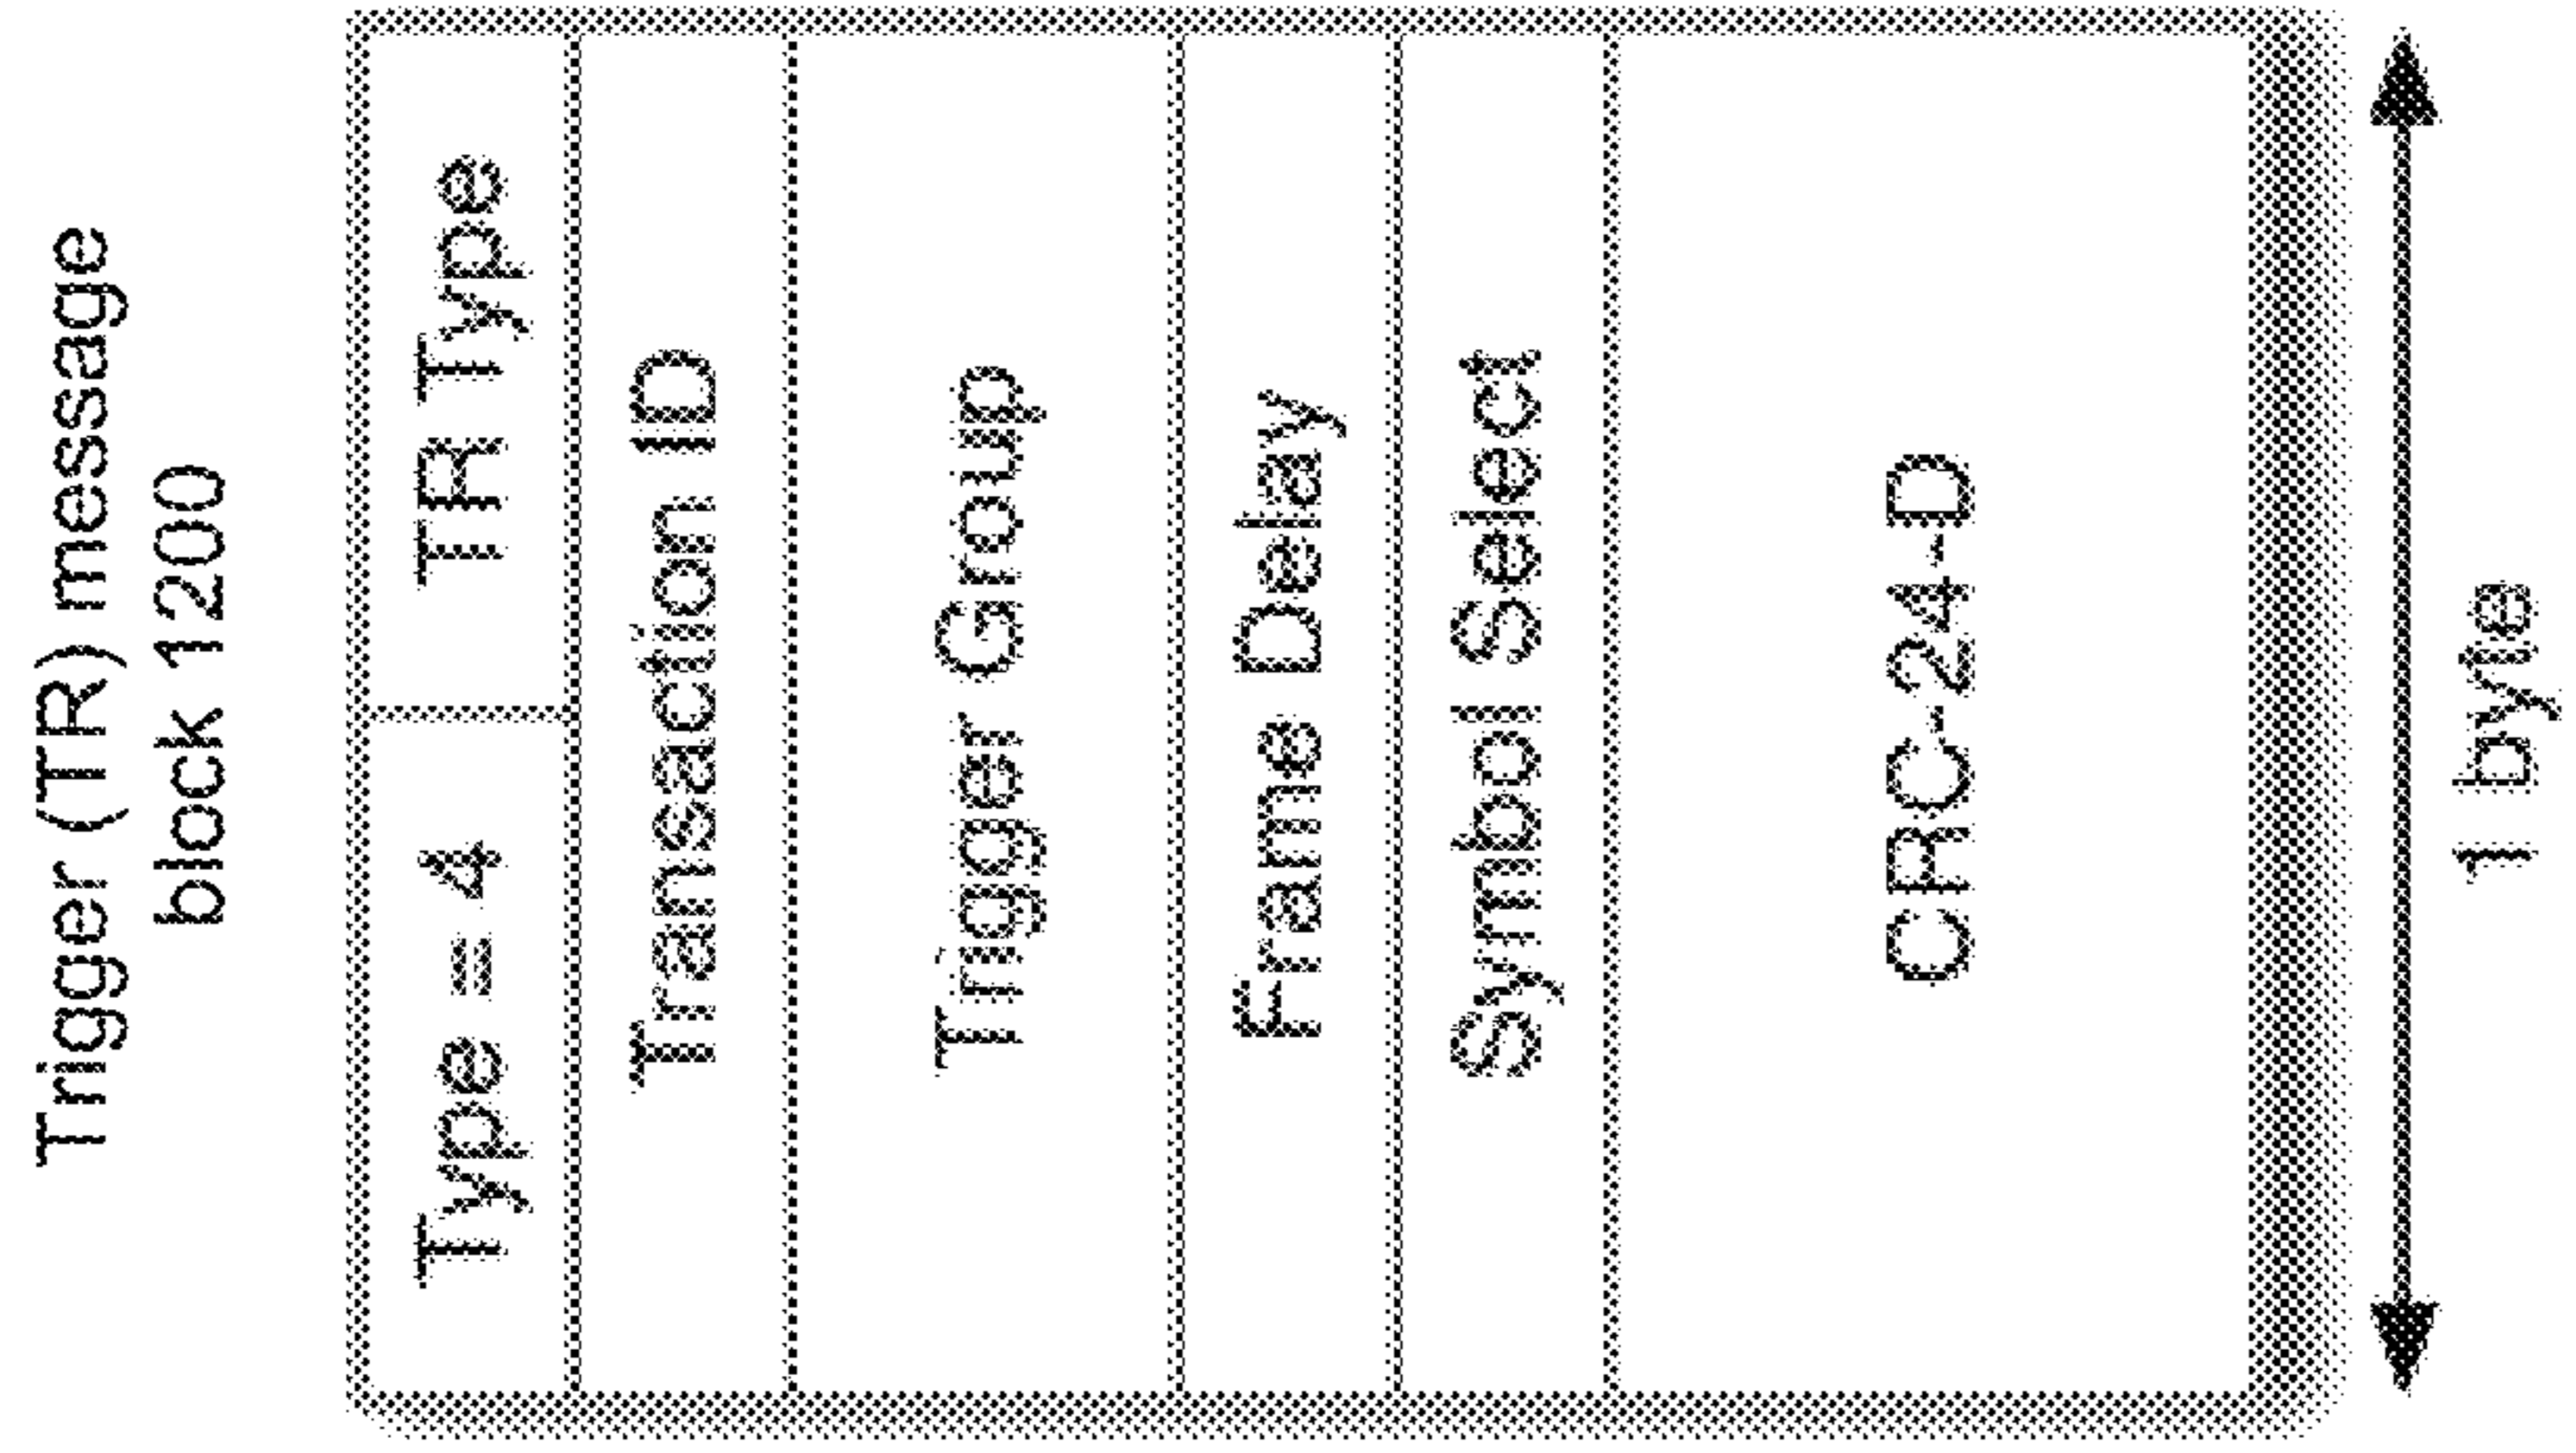 Trigger (TR) message
block 1200
Type = 4
TR Type
Transaction ID
Trigger Group
Frame Delay
Symbol Select
CRC-24-D
1 byte